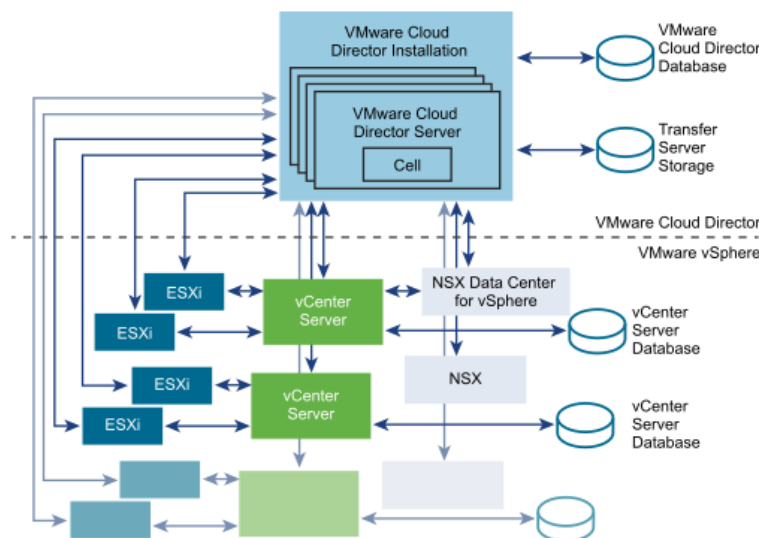 VMware Cloud
Director Installation
VMware
Cloud Director
Database
VMware Cloud
Director Server
Cell
Transfer
Server
Storage
VMware Cloud Director
VMware vSphere
ESXi
vCenter
Server
NSX Data Center
for vSphere
ESXi
vCenter
Server
Database
ESXi
vCenter
Server
NSX
ESXi
vCenter
Server
Database